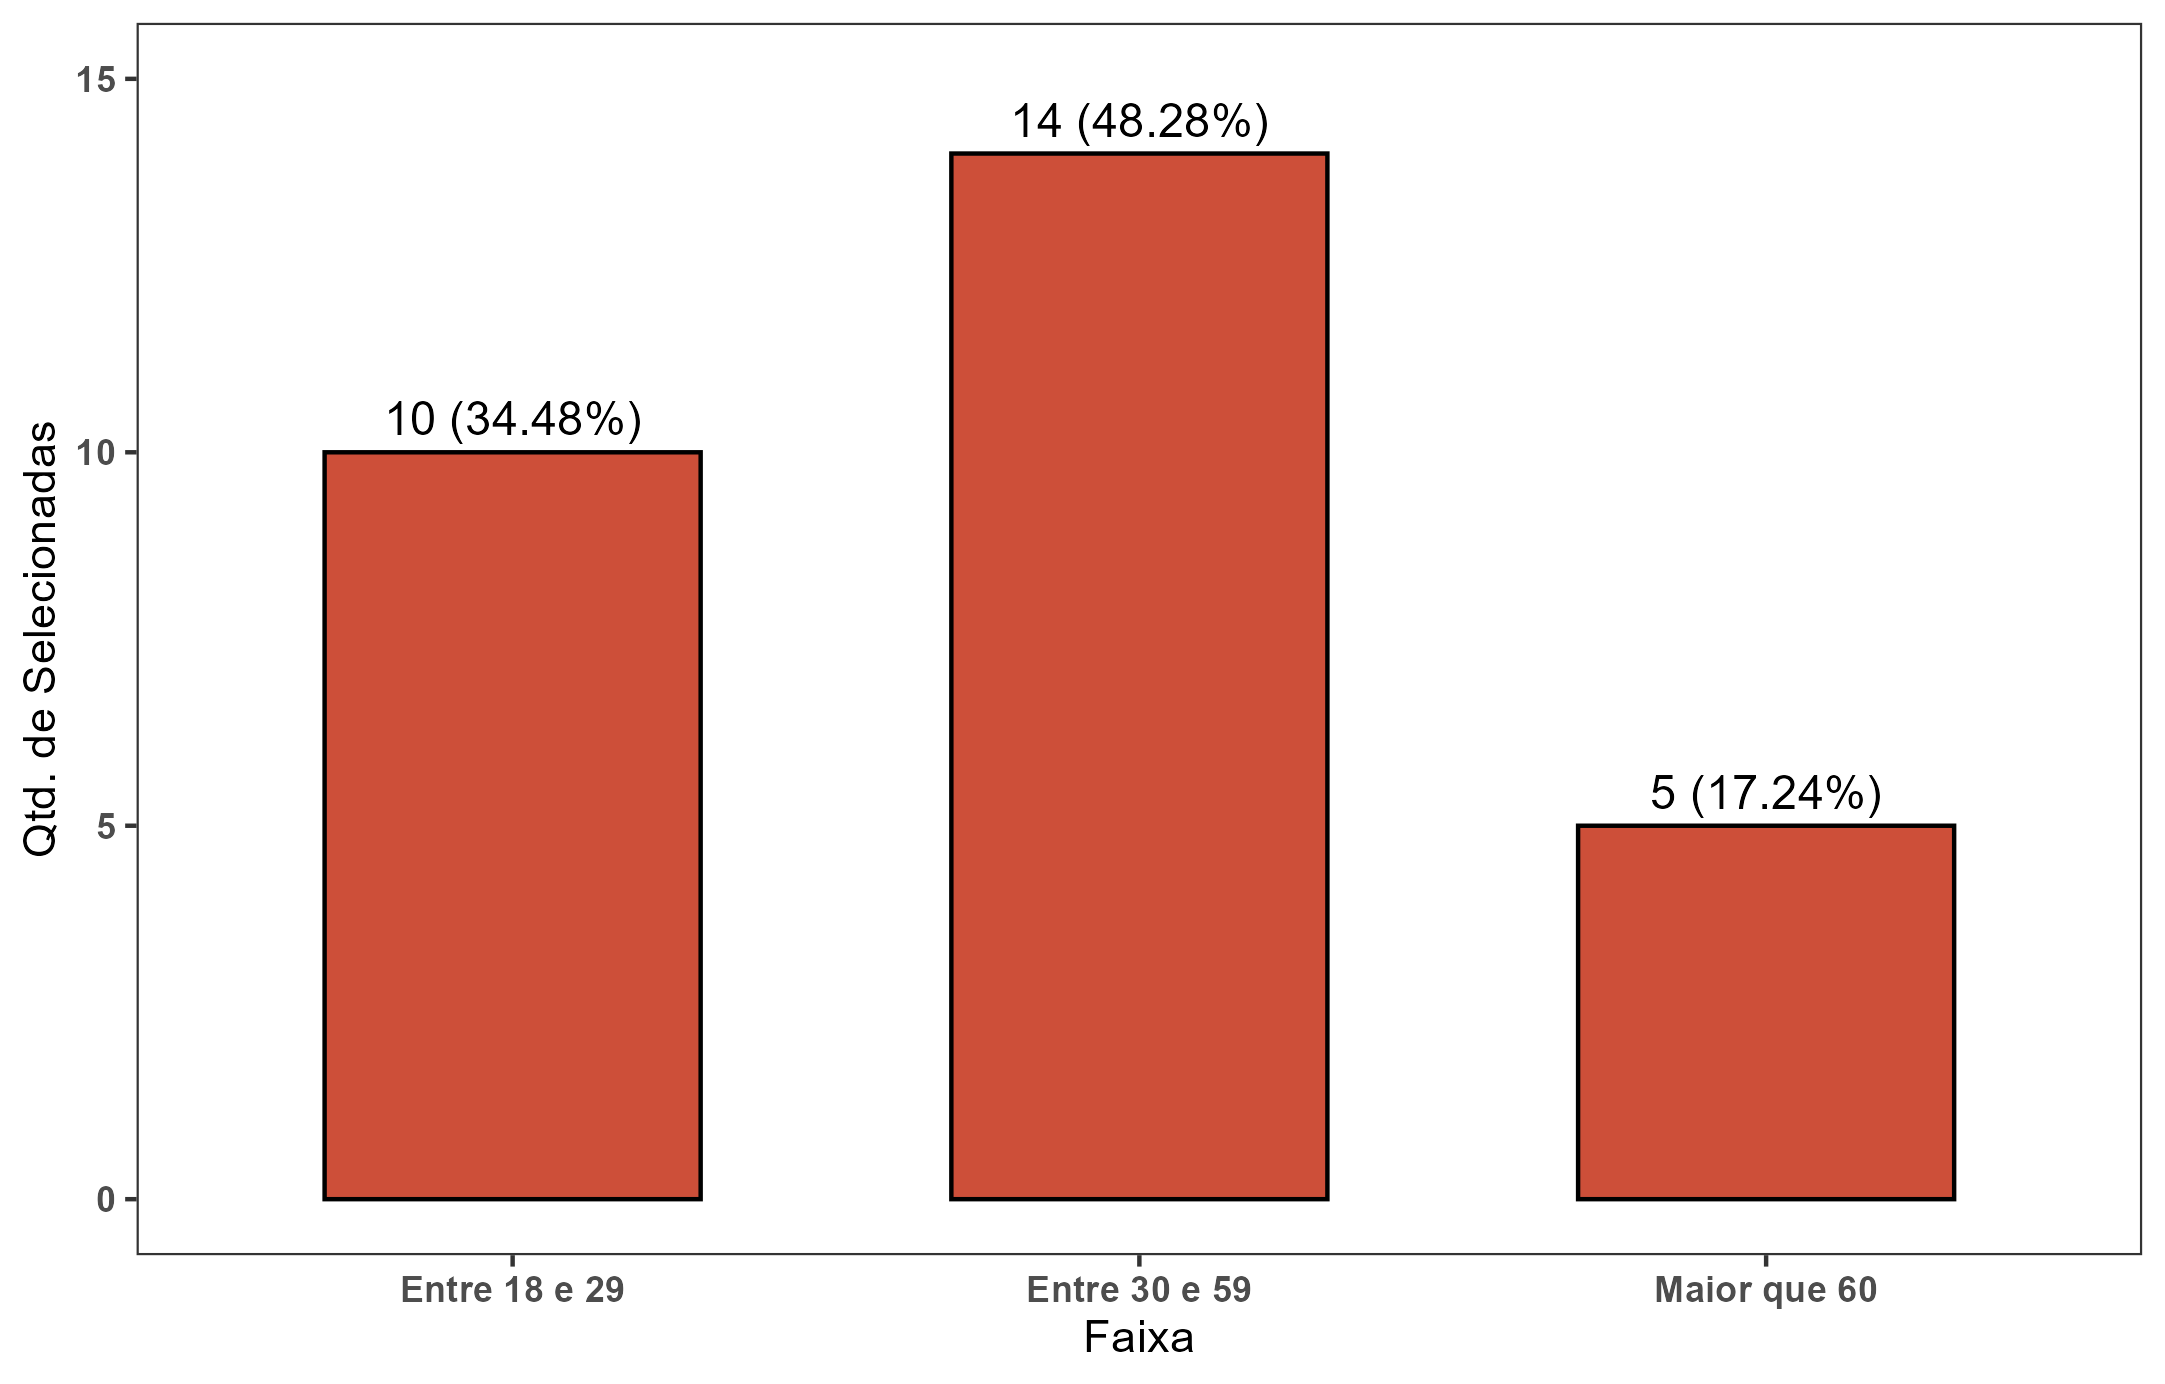 Qtd. de Selecionadas
15
10
5
0
14 (48.28%)
10 (34.48%)
5 (17.24%)
Entre 18 e 29
Entre 30 e 59
Maior que 60
Faixa